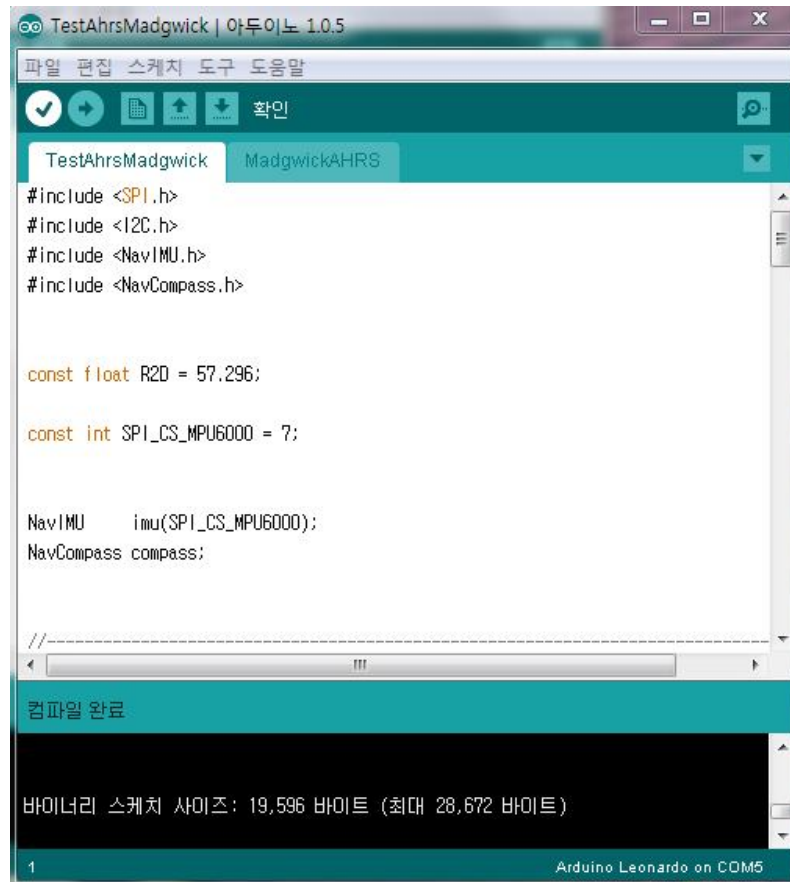 TestAhrsMadgwick | 아두이노 1.0.5
파일 편집 스케치 도구 도움말
확인
TestAhrsMadgwick MadgwickAHRS
#include <SPI.h>
#include <I2C.h>
#include <NavIMU.h>
#include <NavCompass.h>
const float R2D = 57.296;
const int SPI_CS_MPU6000 = 7;
NavIMU imu(SPI_CS_MPU6000);
NavCompass compass;
//------------------------------------------------------------------------------
컴파일 완료
바이너리 스케치 사이즈: 19,596 바이트 (최대 28,672 바이트)
1 Arduino Leonardo on COM5